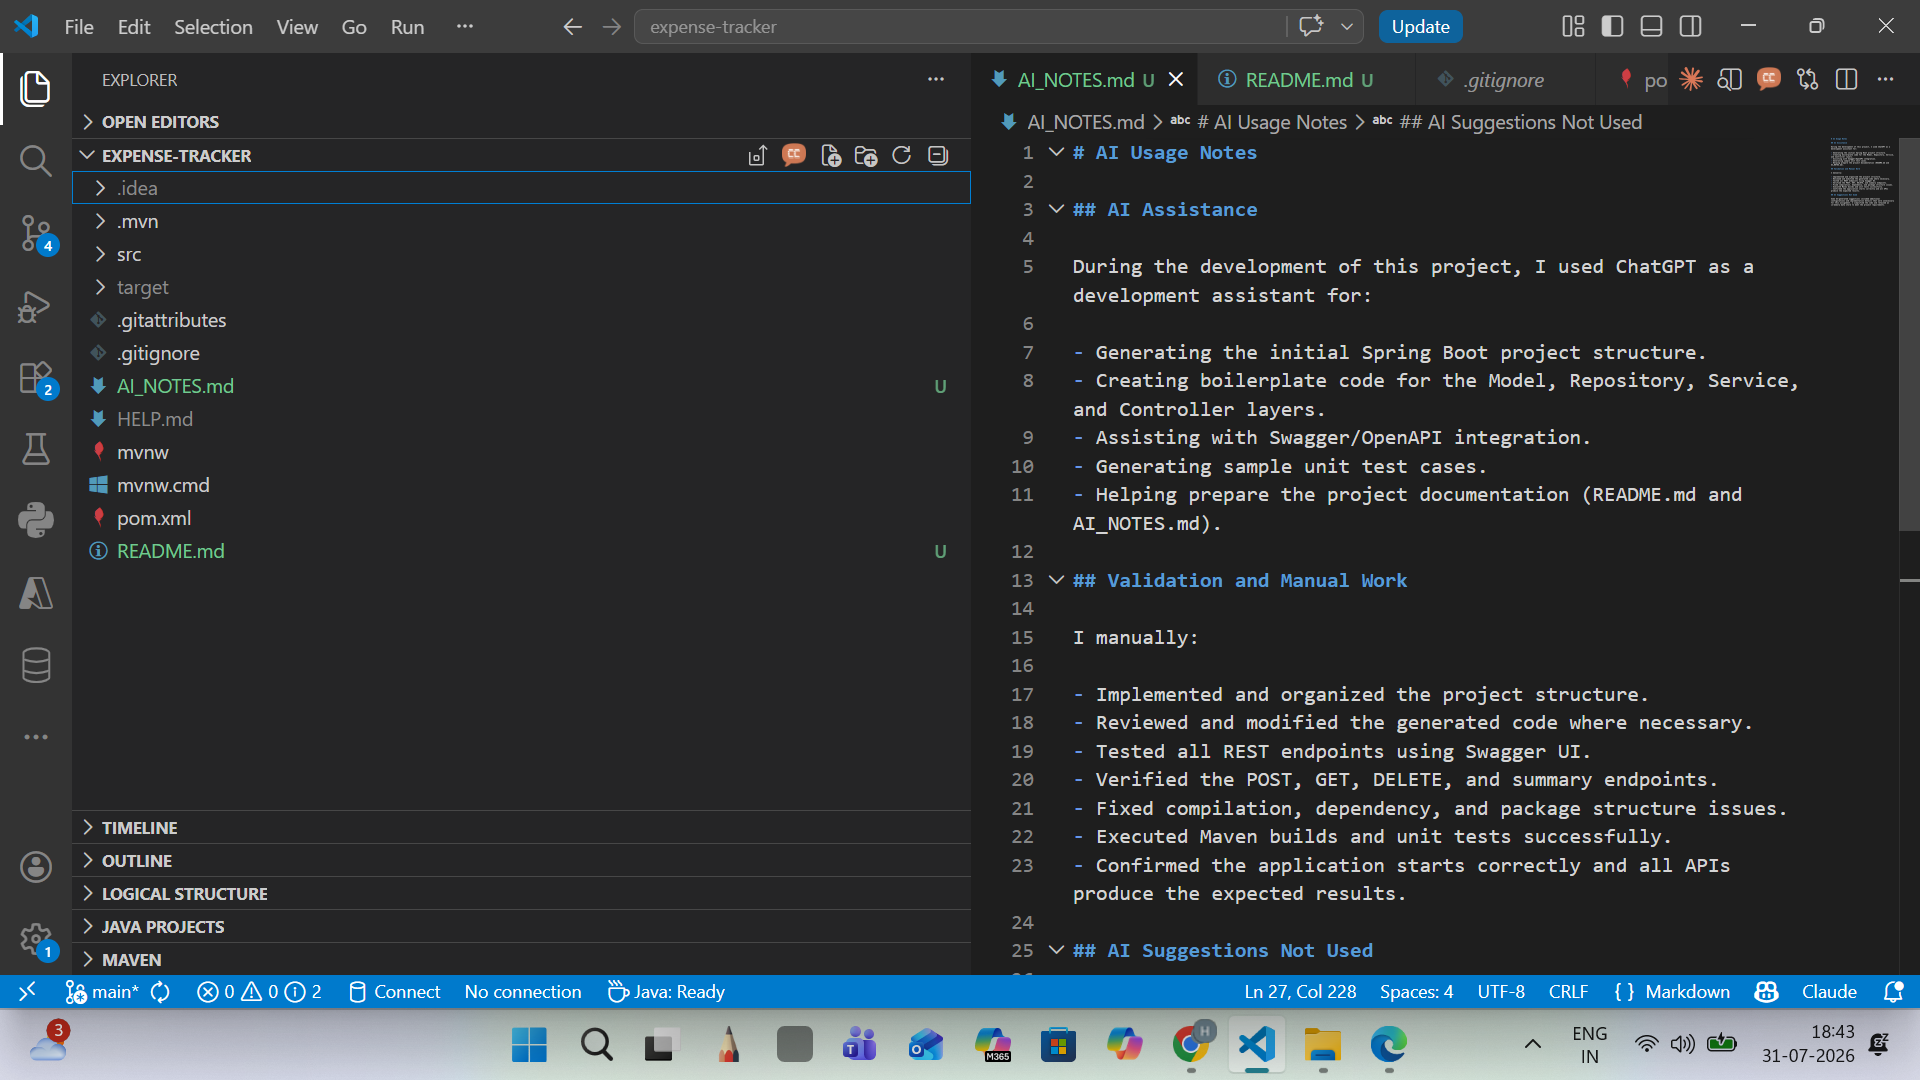 File Edit Selection View Go Run
expense-tracker
Update
EXPLORER
OPEN EDITORS
EXPENSE-TRACKER
.idea
.mvn
src
target
.gitattributes
.gitignore
AI_NOTES.md U
HELP.md
mvnw
mvnw.cmd
pom.xml
README.md U
TIMELINE
OUTLINE
LOGICAL STRUCTURE
JAVA PROJECTS
MAVEN
4
2
1
AI_NOTES.md U README.md U .gitignore po CC
AI_NOTES.md > abc # AI Usage Notes > abc ## AI Suggestions Not Used
1 # AI Usage Notes
2
3 ## AI Assistance
4
5 During the development of this project, I used ChatGPT as a
development assistant for:
6
7 - Generating the initial Spring Boot project structure.
8 - Creating boilerplate code for the Model, Repository, Service,
and Controller layers.
9 - Assisting with Swagger/OpenAPI integration.
10 - Generating sample unit test cases.
11 - Helping prepare the project documentation (README.md and
AI_NOTES.md).
12
13 ## Validation and Manual Work
14
15 I manually:
16
17 - Implemented and organized the project structure.
18 - Reviewed and modified the generated code where necessary.
19 - Tested all REST endpoints using Swagger UI.
20 - Verified the POST, GET, DELETE, and summary endpoints.
21 - Fixed compilation, dependency, and package structure issues.
22 - Executed Maven builds and unit tests successfully.
23 - Confirmed the application starts correctly and all APIs
produce the expected results.
24
25 ## AI Suggestions Not Used
main* 0 0 2 Connect No connection Java: Ready
Ln 27, Col 228 Spaces: 4 UTF-8 CRLF { } Markdown Claude
3
M365
H
ENG
IN
18:43
31-07-2026